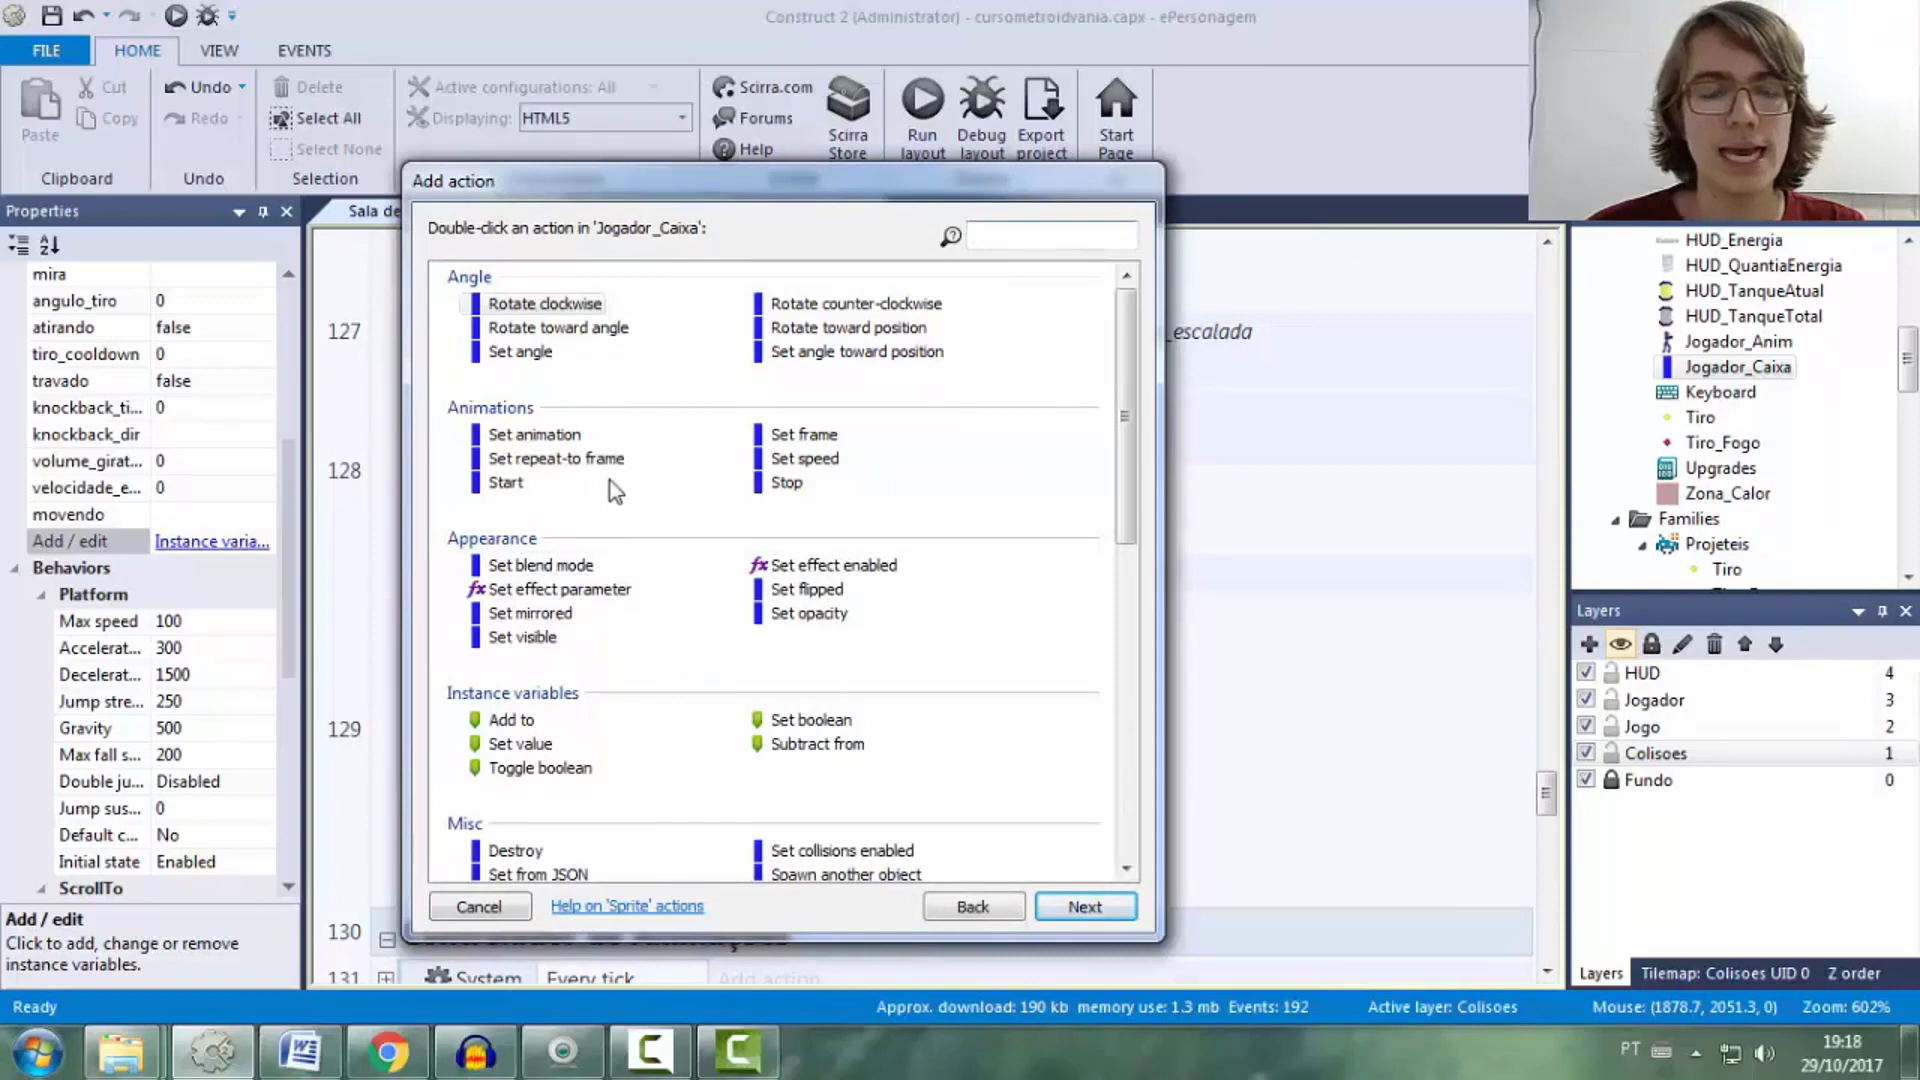 Construct 2 (Administrator) - cursometroidvania.capx - ePersonagem
FILE
HOME
VIEW
EVENTS
Paste
Cut
Copy
Undo
Redo
Delete
Select All
Select None
Active configurations: All
Displaying:
HTML5
Scirra.com
Forums
Help
Scirra
Store
Run
layout
Debug
layout
Export
project
Start
Page
Clipboard
Undo
Selection
Properties
Sala de
mira
angulo_tiro 0
atirando false
tiro_cooldown 0
travado false
knockback_ti... 0
knockback_dir
volume_girat... 0
velocidade_e... 0
movendo
Add / edit Instance varia...
Behaviors
Platform
Max speed 100
Accelerat... 300
Decelerat... 1500
Jump stre... 250
Gravity 500
Max fall s... 200
Double ju... Disabled
Jump sus... 0
Default c... No
Initial state Enabled
ScrollTo
Add / edit
Click to add, change or remove
instance variables.
Add action
Double-click an action in 'Jogador_Caixa':
Angle
Rotate clockwise
Rotate counter-clockwise
Rotate toward angle
Rotate toward position
Set angle
Set angle toward position
Animations
Set animation
Set frame
Set repeat-to frame
Set speed
Start
Stop
Appearance
Set blend mode
fx Set effect enabled
fx Set effect parameter
Set flipped
Set mirrored
Set opacity
Set visible
Instance variables
Add to
Set boolean
Set value
Subtract from
Toggle boolean
Misc
Destroy
Set collisions enabled
Set from JSON
Spawn another object
Cancel
Help on 'Sprite' actions
Back
Next
127
_escalada
128
129
130
131
System
Every tick
Add action
HUD_Energia
HUD_QuantiaEnergia
HUD_TanqueAtual
HUD_TanqueTotal
Jogador_Anim
Jogador_Caixa
Keyboard
Tiro
Tiro_Fogo
Upgrades
Zona_Calor
Families
Projeteis
Tiro
Layers
HUD 4
Jogador 3
Jogo 2
Colisoes 1
Fundo 0
Layers
Tilemap: Colisoes UID 0
Z order
Ready
Approx. download: 190 kb
memory use: 1.3 mb
Events: 192
Active layer: Colisoes
Mouse: (1878.7, 2051.3, 0)
Zoom: 602%
PT
19:18
29/10/2017